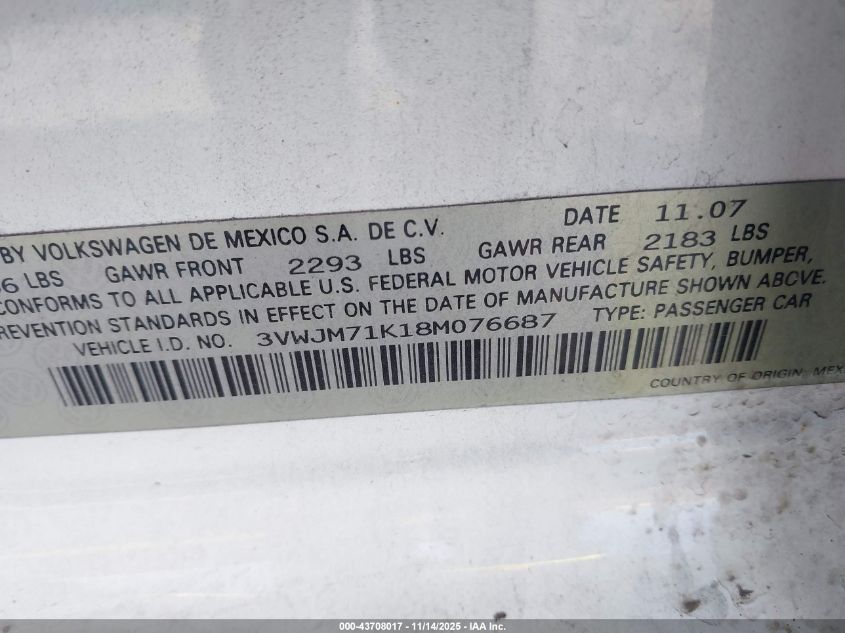 BY VOLKSWAGEN DE MEXICO S.A. DE C.V. DATE 11.07
6 LBS GAWR FRONT 2293 LBS GAWR REAR 2183 LBS
CONFORMS TO ALL APPLICABLE U.S. FEDERAL MOTOR VEHICLE SAFETY, BUMPER,
REVENTION STANDARDS IN EFFECT ON THE DATE OF MANUFACTURE SHOWN ABOVE.
VEHICLE I.D. NO. 3VWJM71K18M076687 TYPE: PASSENGER CAR
COUNTRY OF ORIGIN: MEX
000-43708017 - 11/14/2025 - IAA Inc.